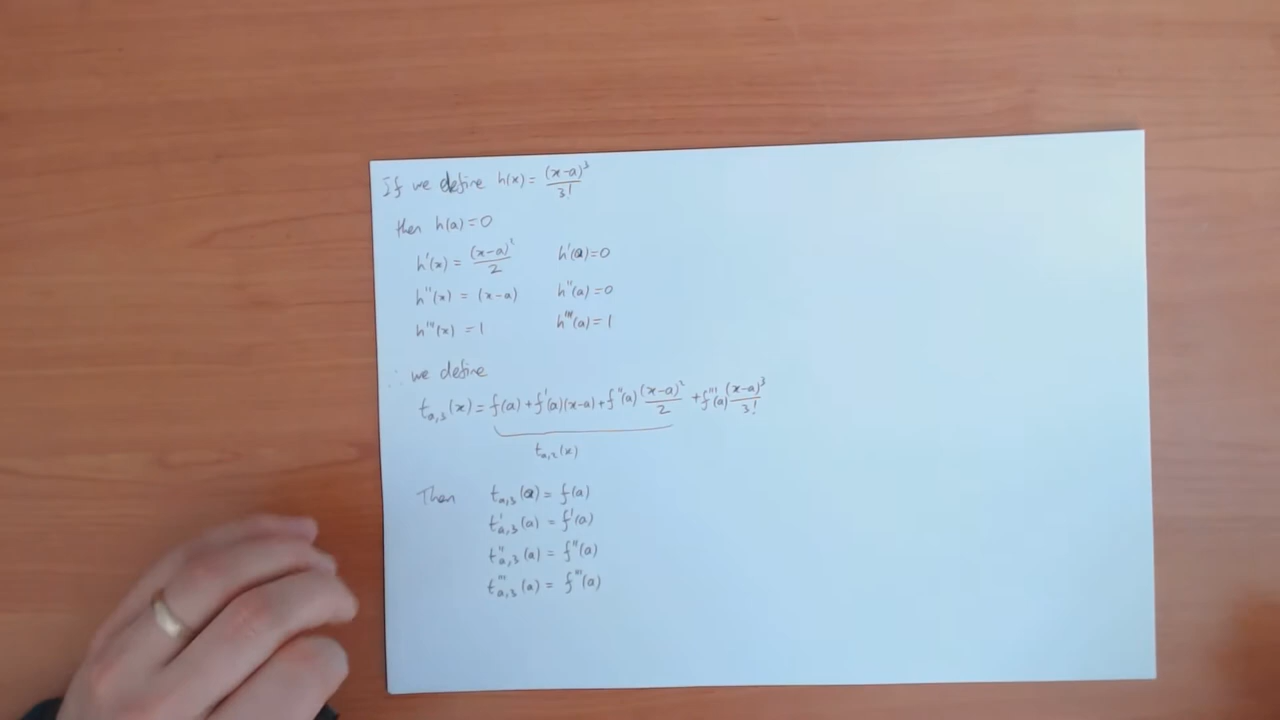 If we define h(x) = (x-a)³/3!
then h(a) = 0
h'(x) = (x-a)²/2 h'(a)=0
h''(x) = (x-a) h''(a)=0
h'''(x) = 1 h'''(a)=1
∴ we define
t_{a,3}(x) = f(a) + f'(a)(x-a) + f''(a) (x-a)²/2 + f'''(a) (x-a)³/3!
t_{a,2}(x)
Then t_{a,3}(a) = f(a)
t'_{a,3}(a) = f'(a)
t''_{a,3}(a) = f''(a)
t'''_{a,3}(a) = f'''(a)